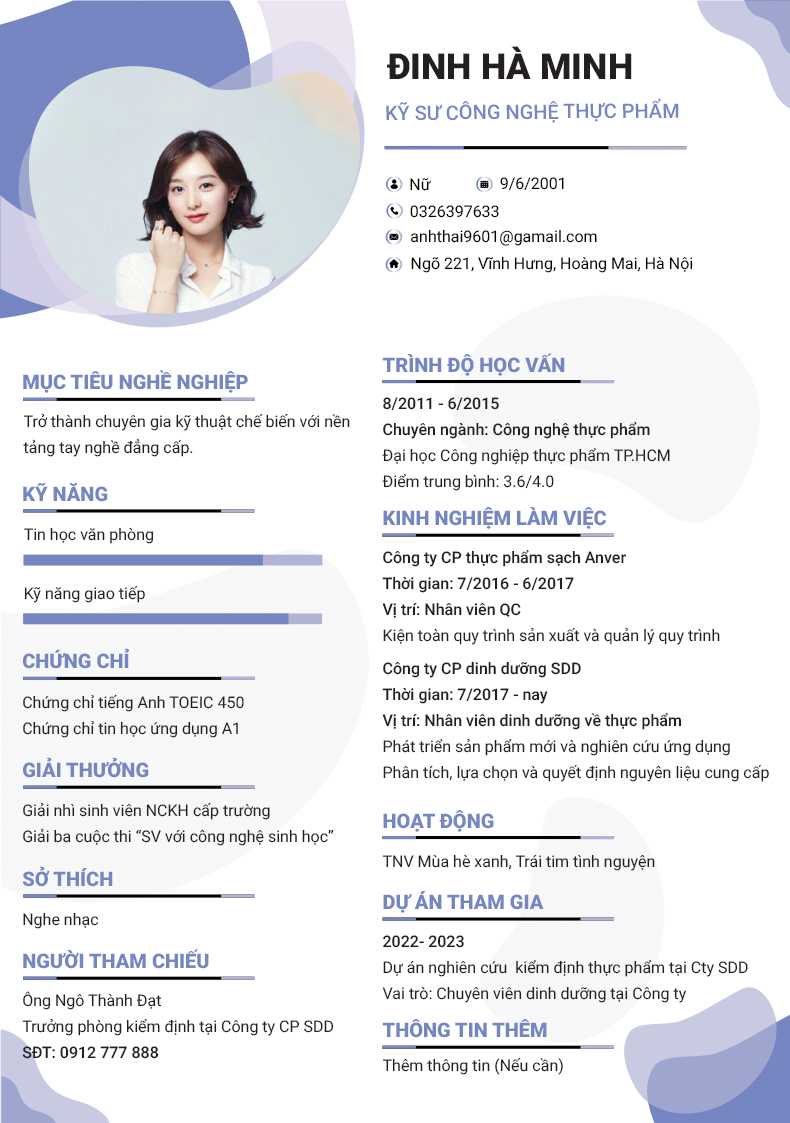 ĐINH HÀ MINH
KỸ SƯ CÔNG NGHỆ THỰC PHẨM
Nữ
9/6/2001
0326397633
anhthai9601@gamail.com
Ngõ 221, Vĩnh Hưng, Hoàng Mai, Hà Nội
MỤC TIÊU NGHỀ NGHIỆP
Trở thành chuyên gia kỹ thuật chế biến với nền
tảng tay nghề đẳng cấp.
KỸ NĂNG
Tin học văn phòng
Kỹ năng giao tiếp
CHỨNG CHỈ
Chứng chỉ tiếng Anh TOEIC 450
Chứng chỉ tin học ứng dụng A1
GIẢI THƯỞNG
Giải nhì sinh viên NCKH cấp trường
Giải ba cuộc thi “SV với công nghệ sinh học”
SỞ THÍCH
Nghe nhạc
NGƯỜI THAM CHIẾU
Ông Ngô Thành Đạt
Trưởng phòng kiểm định tại Công ty CP SDD
SĐT: 0912 777 888
TRÌNH ĐỘ HỌC VẤN
8/2011 - 6/2015
Chuyên ngành: Công nghệ thực phẩm
Đại học Công nghiệp thực phẩm TP.HCM
Điểm trung bình: 3.6/4.0
KINH NGHIỆM LÀM VIỆC
Công ty CP thực phẩm sạch Anver
Thời gian: 7/2016 - 6/2017
Vị trí: Nhân viên QC
Kiện toàn quy trình sản xuất và quản lý quy trình
Công ty CP dinh dưỡng SDD
Thời gian: 7/2017 - nay
Vị trí: Nhân viên dinh dưỡng về thực phẩm
Phát triển sản phẩm mới và nghiên cứu ứng dụng
Phân tích, lựa chọn và quyết định nguyên liệu cung cấp
HOẠT ĐỘNG
TNV Mùa hè xanh, Trái tim tình nguyện
DỰ ÁN THAM GIA
2022- 2023
Dự án nghiên cứu  kiểm định thực phẩm tại Cty SDD
Vai trò: Chuyên viên dinh dưỡng tại Công ty
THÔNG TIN THÊM
Thêm thông tin (Nếu cần)